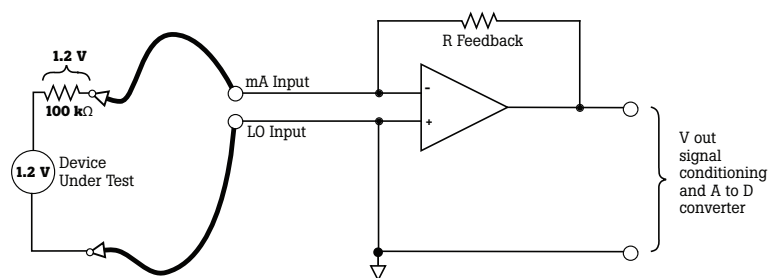 1.2 V
100 kΩ
1.2 V
Device
Under Test
mA Input
LO Input
R Feedback
-
+
V out
signal
conditioning
and A to D
converter